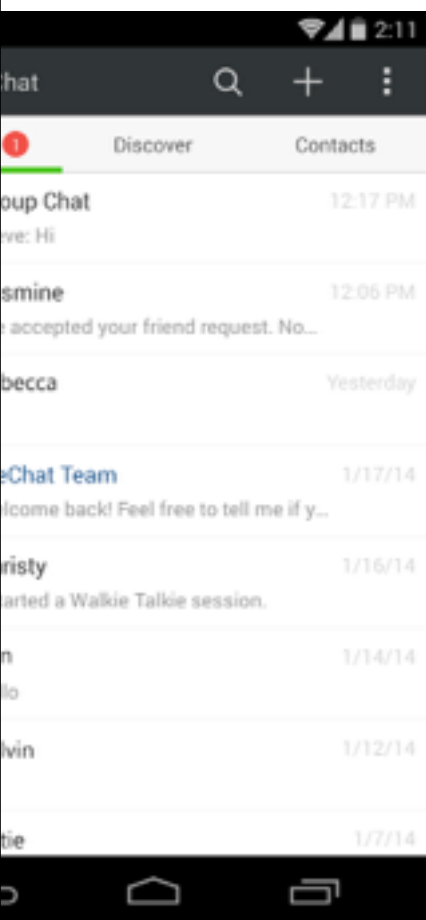 2:11
hat
1
Discover
Contacts
oup Chat
12:17 PM
eve: Hi
smine
12:06 PM
e accepted your friend request. No...
becca
Yesterday
eChat Team
1/17/14
elcome back! Feel free to tell me if y...
risty
1/16/14
tarted a Walkie Talkie session.
n
1/14/14
llo
lvin
1/12/14
tie
1/7/14